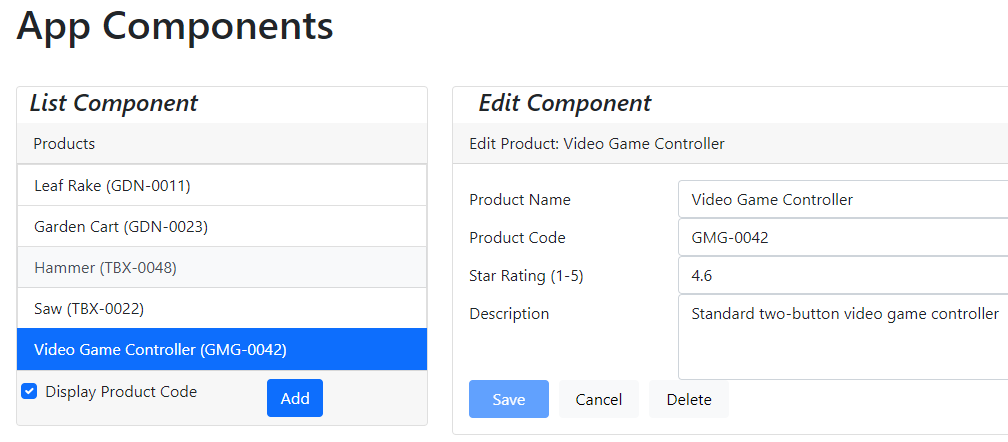 App Components
List Component
Products
Leaf Rake (GDN-0011)
Garden Cart (GDN-0023)
Hammer (TBX-0048)
Saw (TBX-0022)
Video Game Controller (GMG-0042)
Display Product Code
Add
Edit Component
Edit Product: Video Game Controller
Product Name Video Game Controller
Product Code GMG-0042
Star Rating (1-5) 4.6
Description Standard two-button video game controller
Save Cancel Delete